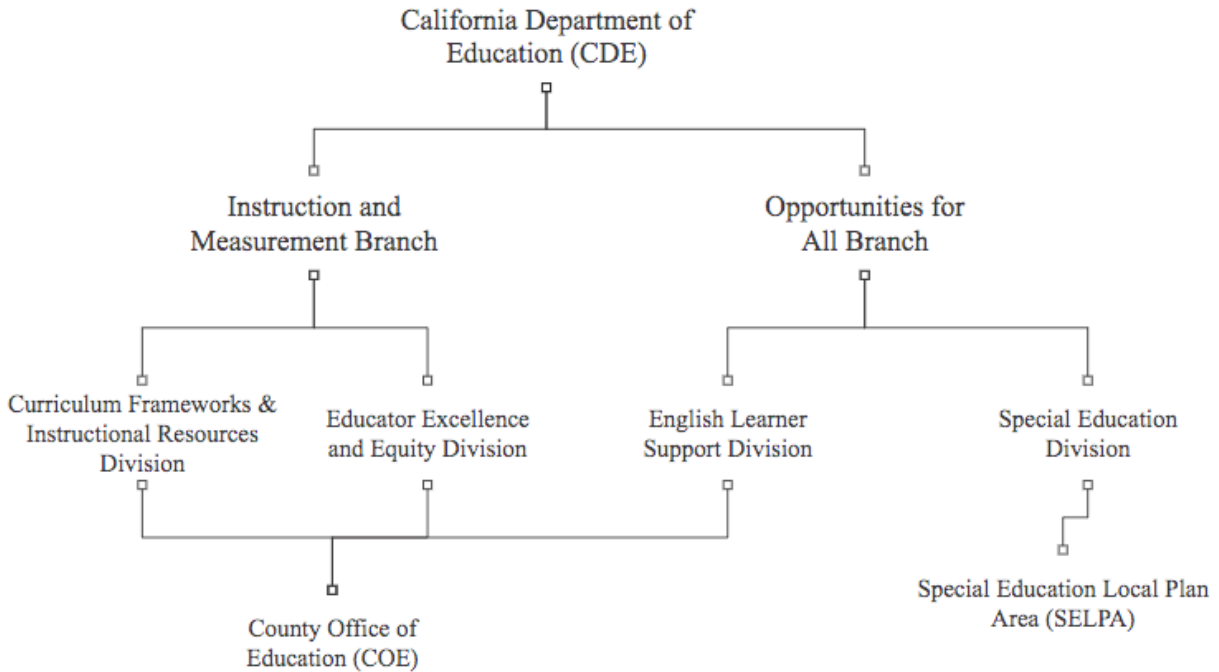 California Department of
Education (CDE)
Instruction and
Measurement Branch
Opportunities for
All Branch
Curriculum Frameworks &
Instructional Resources
Division
Educator Excellence
and Equity Division
English Learner
Support Division
Special Education
Division
County Office of
Education (COE)
Special Education Local Plan
Area (SELPA)